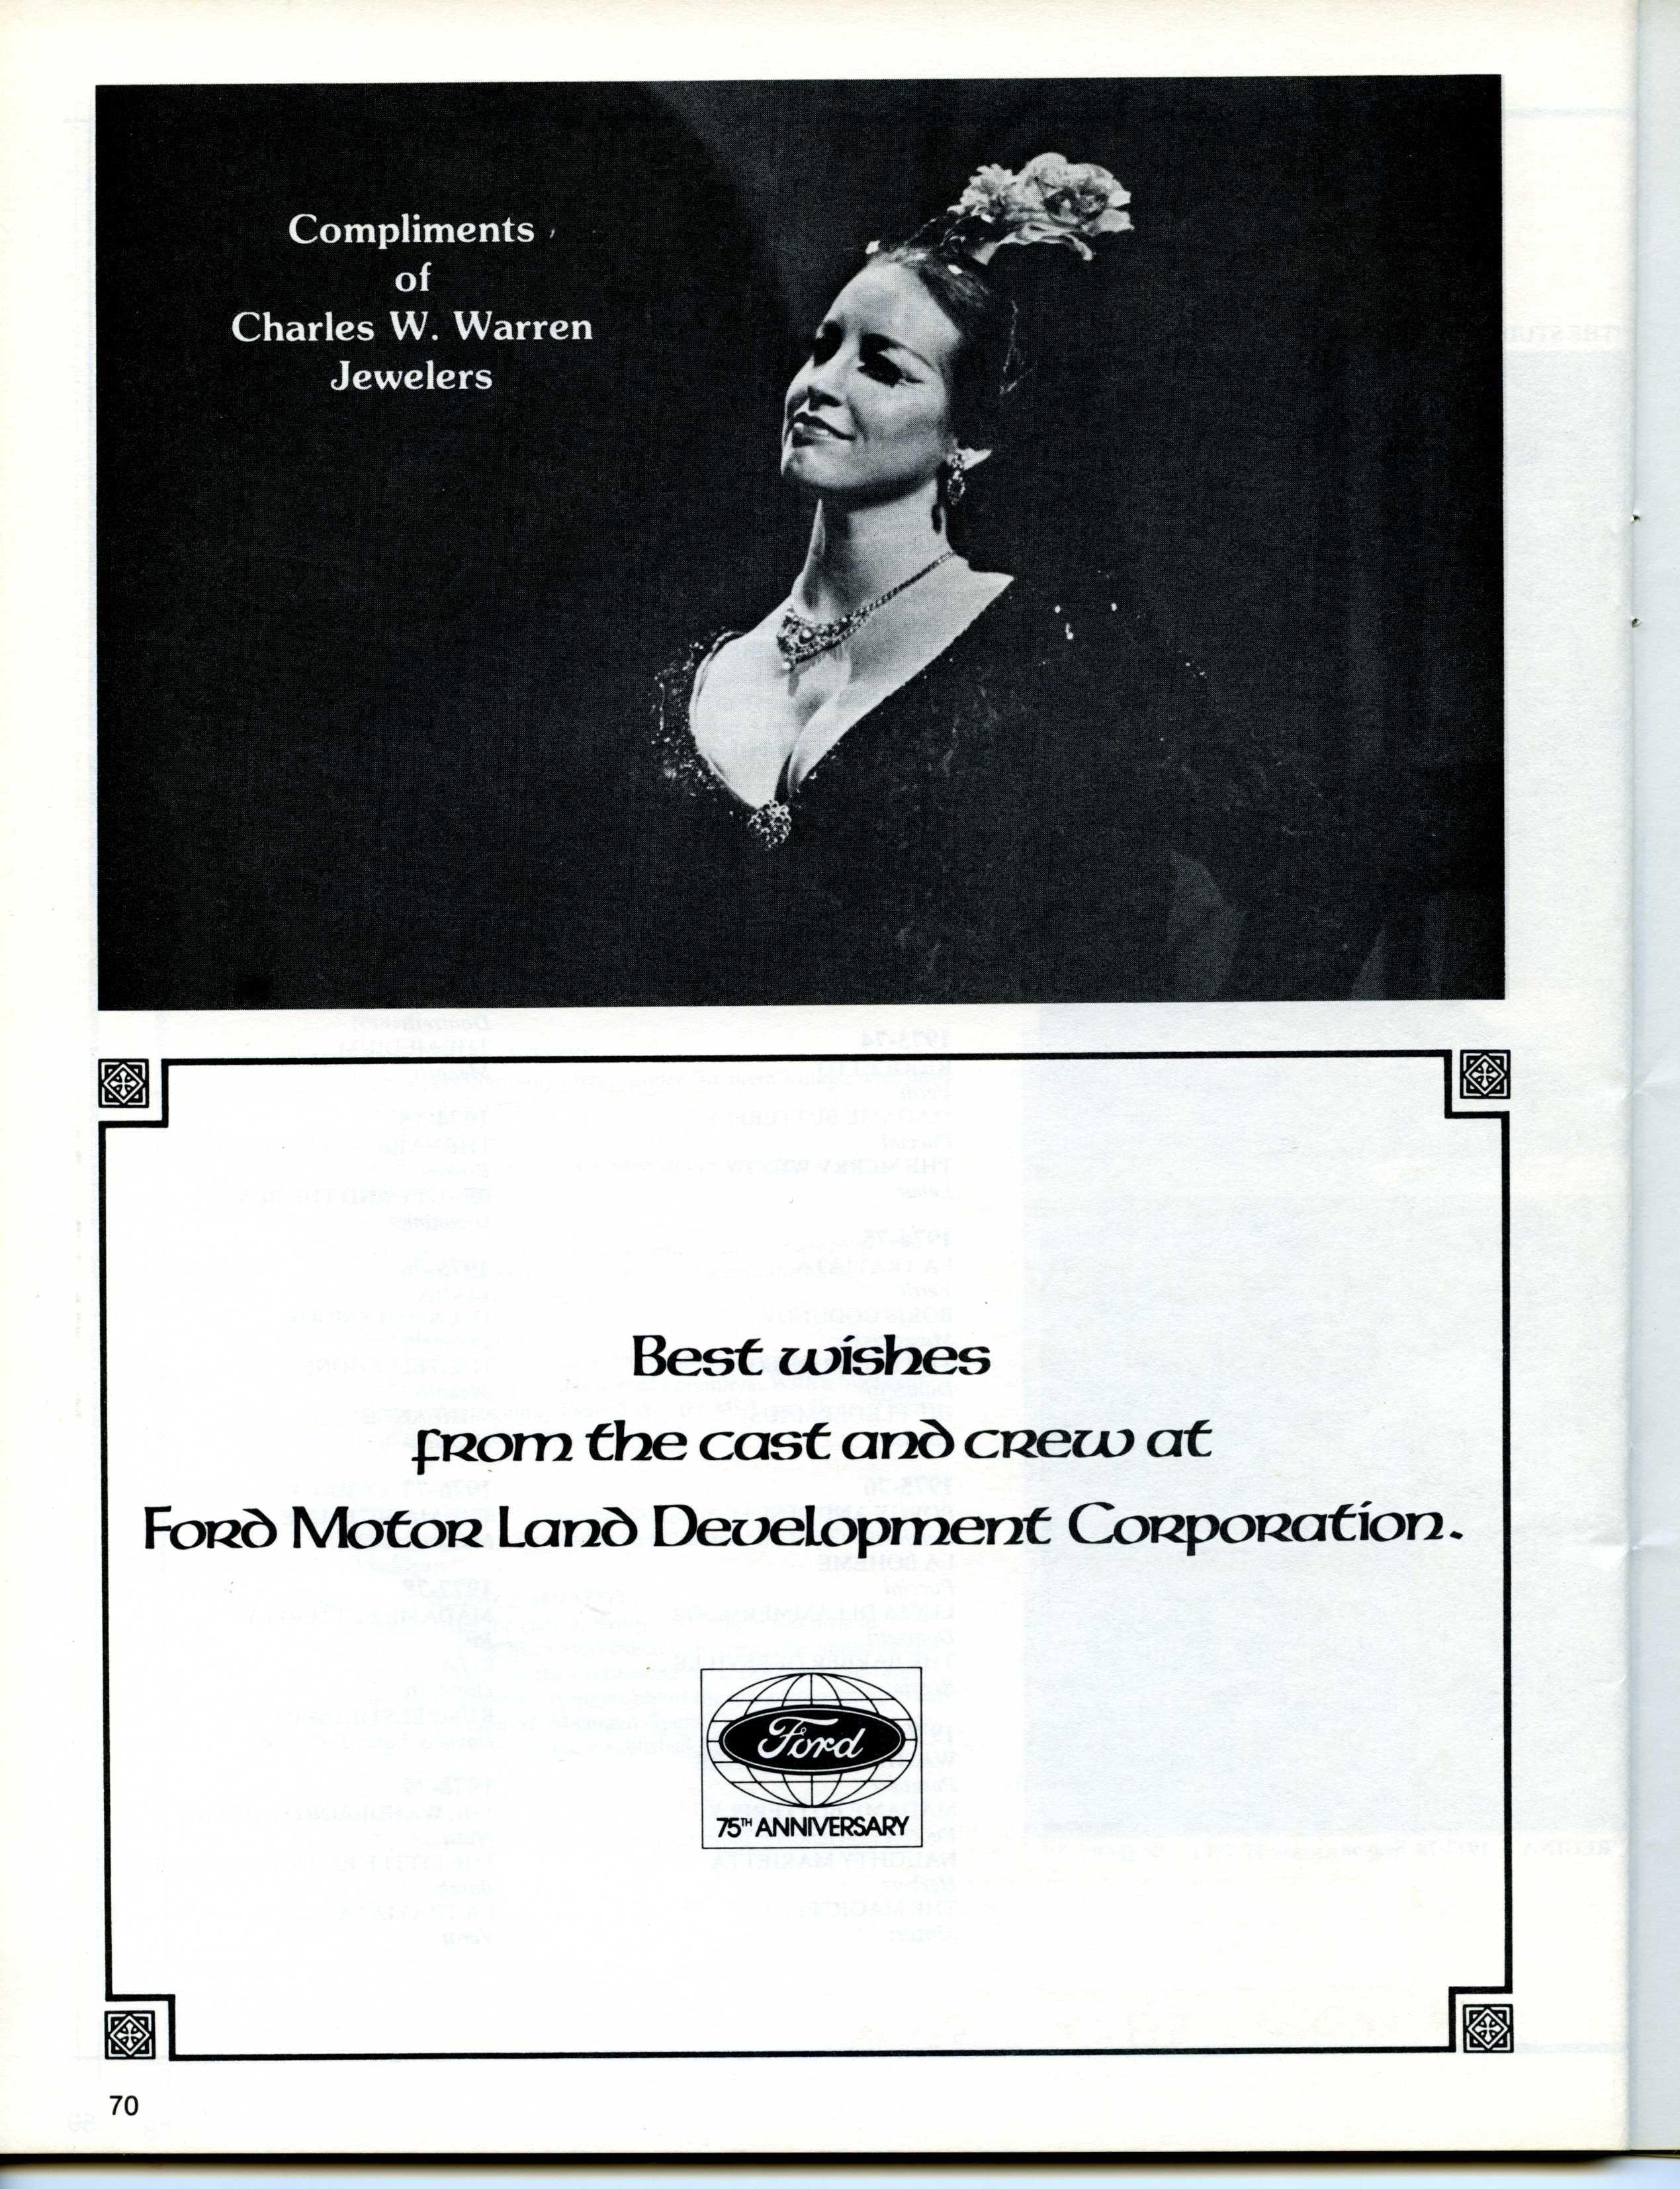 Compliments
of
Charles W. Warren
Jewelers
Best wishes
from the cast and crew at
Ford Motor Land Development Corporation.
Ford
75TH ANNIVERSARY
70